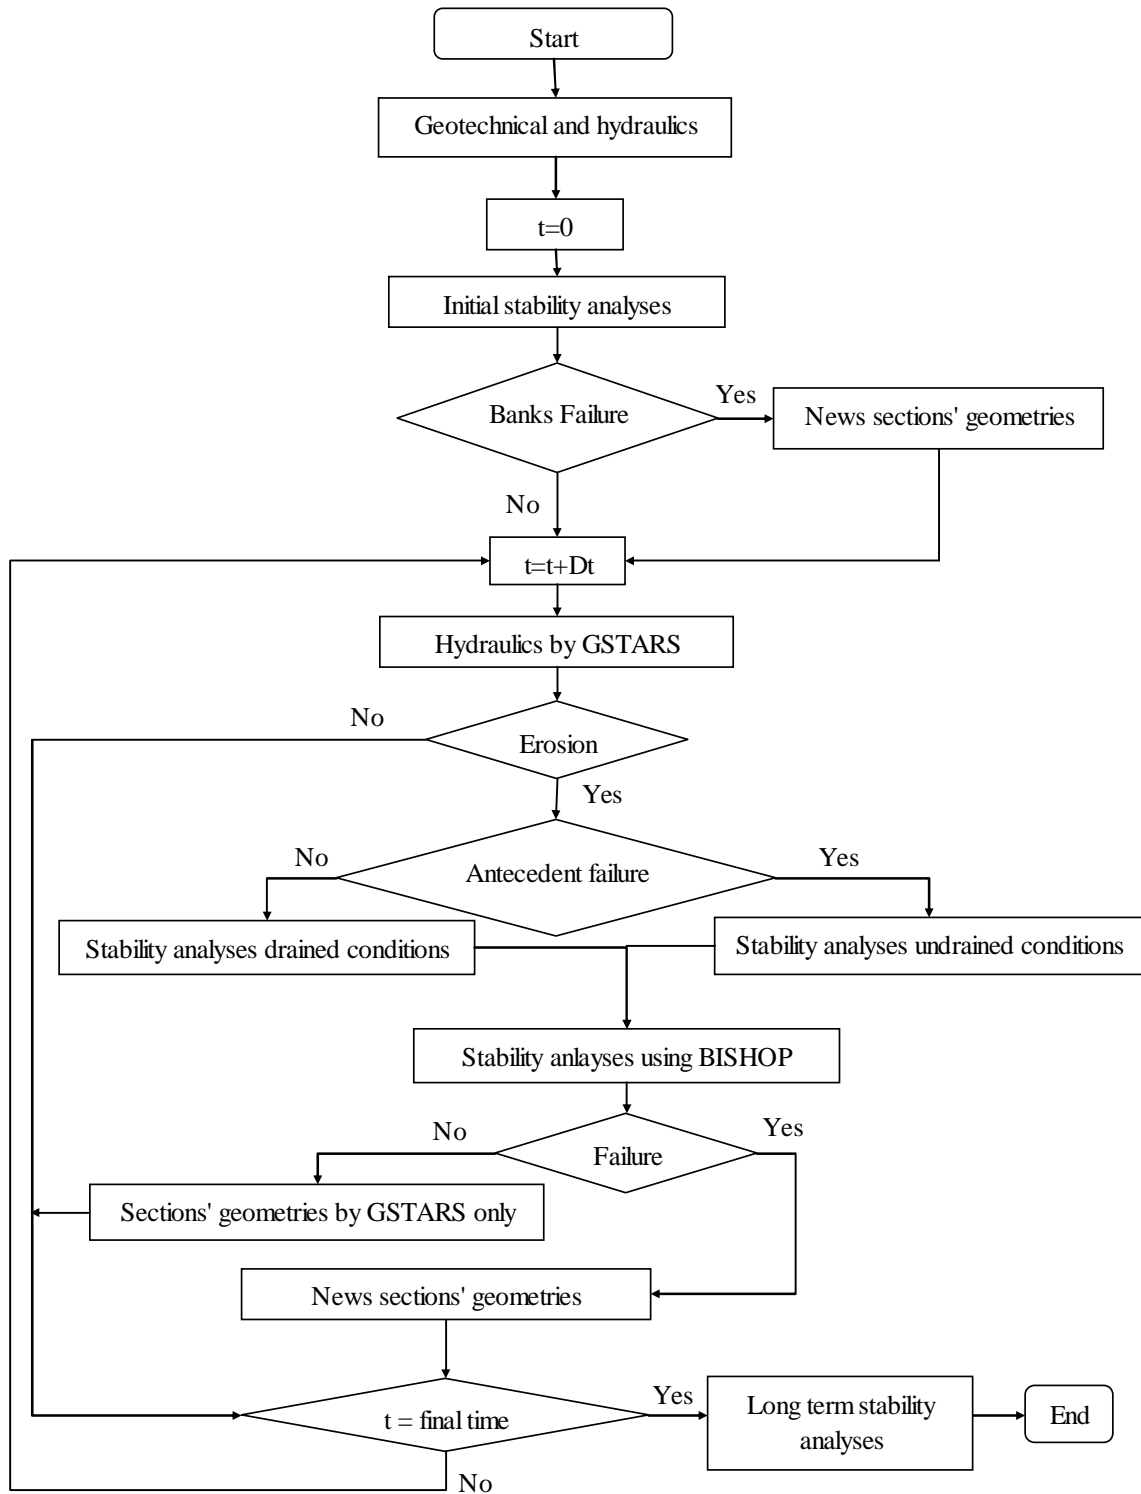 Start
Geotechnical and hydraulics
t=0
Initial stability analyses
Banks Failure
Yes
News sections' geometries
No
t=t+Dt
Hydraulics by GSTARS
No
Erosion
Yes
No
Antecedent failure
Yes
Stability analyses drained conditions
Stability analyses undrained conditions
Stability anlayses using BISHOP
No
Failure
Yes
Sections' geometries by GSTARS only
News sections' geometries
t = final time
Yes
Long term stability
analyses
End
No